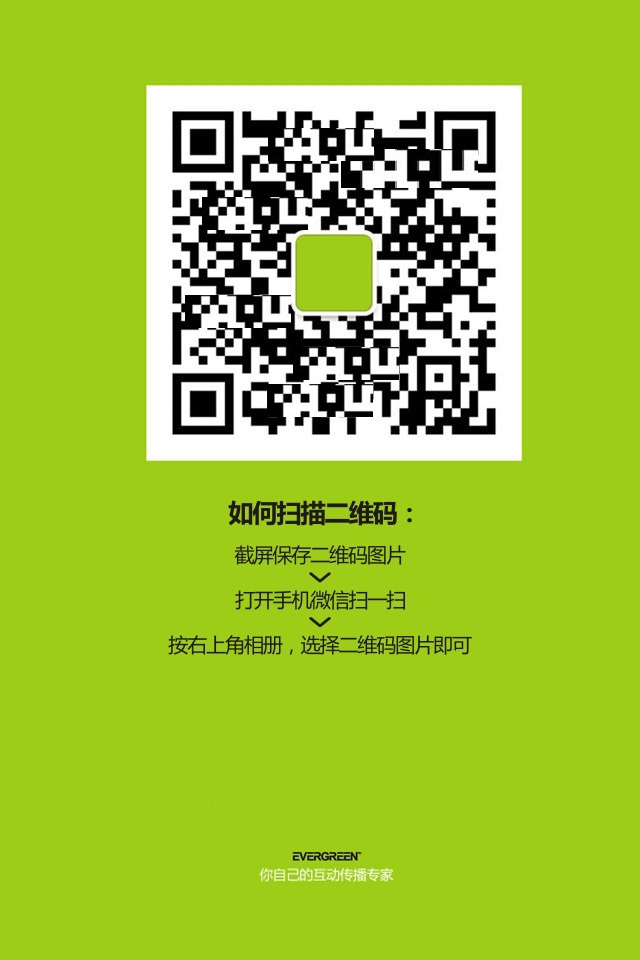 如何扫描二维码：
截屏保存二维码图片
打开手机微信扫一扫
按右上角相册，选择二维码图片即可
EVERGREEN
你自己的互动传播专家